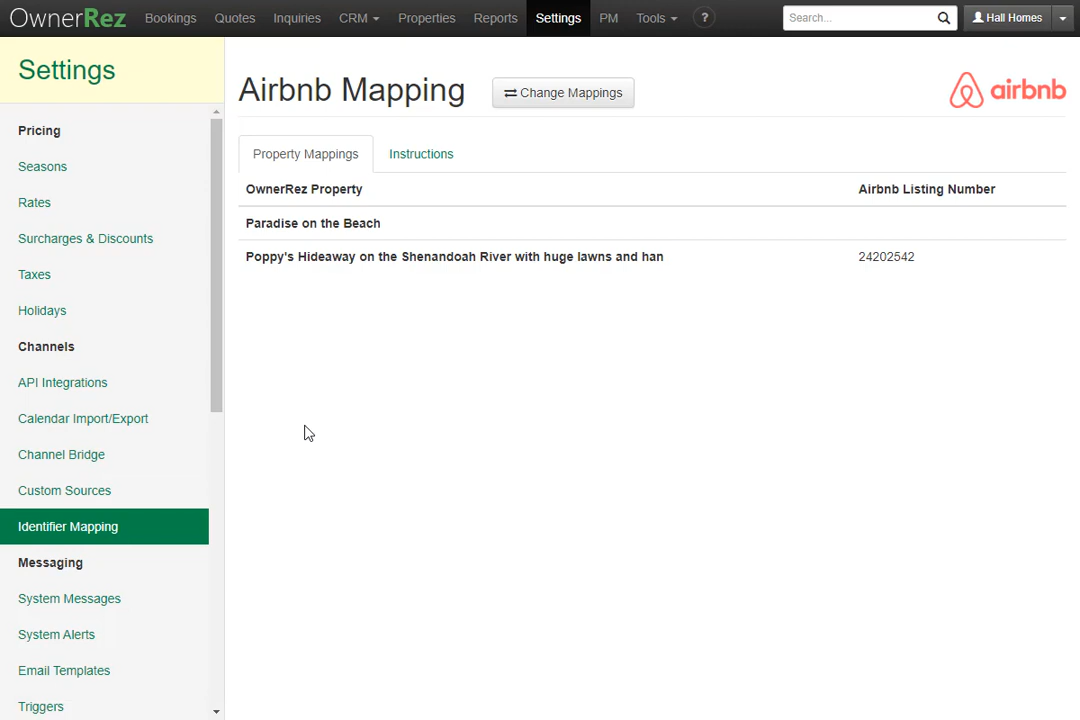 OwnerRez Bookings Quotes Inquiries CRM Properties Reports Settings PM Tools ? Search... Hall Homes
Settings
Pricing
Seasons
Rates
Surcharges & Discounts
Taxes
Holidays
Channels
API Integrations
Calendar Import/Export
Channel Bridge
Custom Sources
Identifier Mapping
Messaging
System Messages
System Alerts
Email Templates
Triggers
Airbnb Mapping Change Mappings airbnb
Property Mappings Instructions
OwnerRez Property Airbnb Listing Number
Paradise on the Beach
Poppy's Hideaway on the Shenandoah River with huge lawns and han 24202542